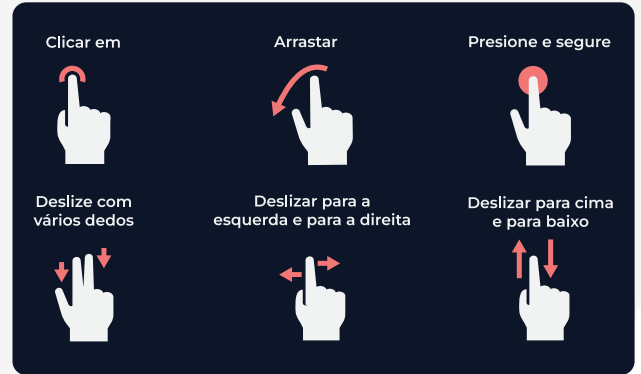 Clicar em
Arrastar
Presione e segure
Deslize com
vários dedos
Deslizar para a
esquerda e para a direita
Deslizar para cima
e para baixo